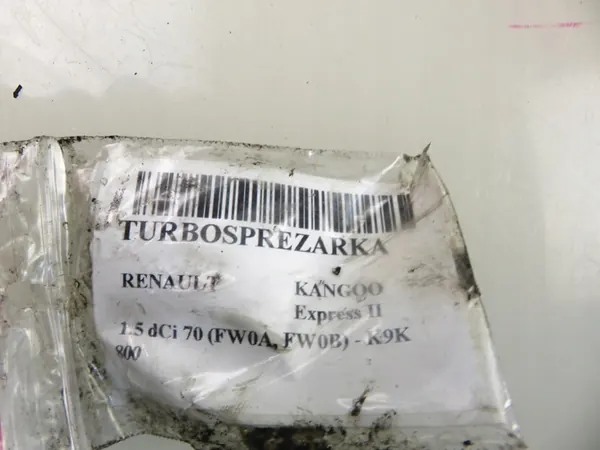 TURBOSPREZARKA
RENAULT KANGOO
Express II
1.5 dCi 70 (FW0A, FW0B) - K9K
800